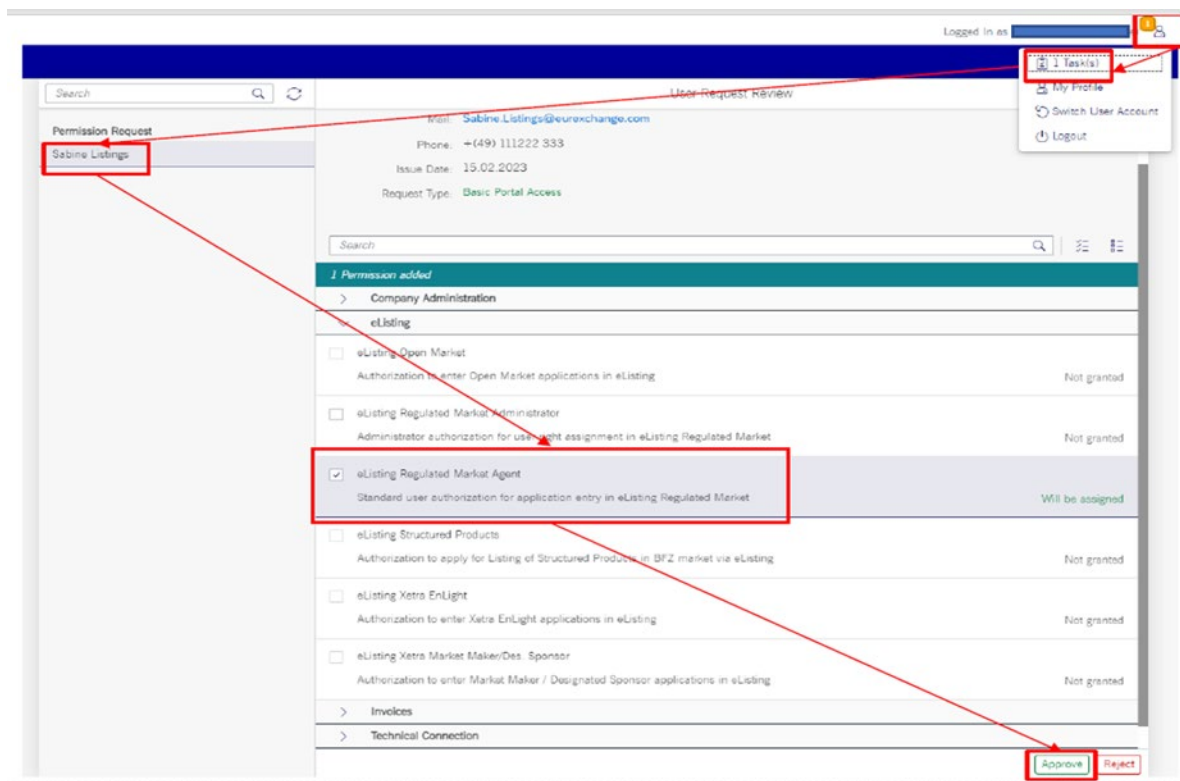 Logged in as
1
1 Task(s)
My Profile
Switch User Account
Logout
Search
User Request Review
Permission Request
Sabine Listings
Mail: Sabine.Listings@eurexchange.com
Phone: +(49) 111222 333
Issue Date: 15.02.2023
Request Type: Basic Portal Access
Search
1 Permission added
Company Administration
eListing
eListing Open Market
Authorization to enter Open Market applications in eListing
Not granted
eListing Regulated Market Administrator
Administrator authorization for user right assignment in eListing Regulated Market
Not granted
eListing Regulated Market Agent
Standard user authorization for application entry in eListing Regulated Market
Will be assigned
eListing Structured Products
Authorization to apply for Listing of Structured Products in BFZ market via eListing
Not granted
eListing Xetra EnLight
Authorization to enter Xetra EnLight applications in eListing
Not granted
eListing Xetra Market Maker/Des. Sponsor
Authorization to enter Market Maker / Designated Sponsor applications in eListing
Not granted
Invoices
Technical Connection
Approve
Reject